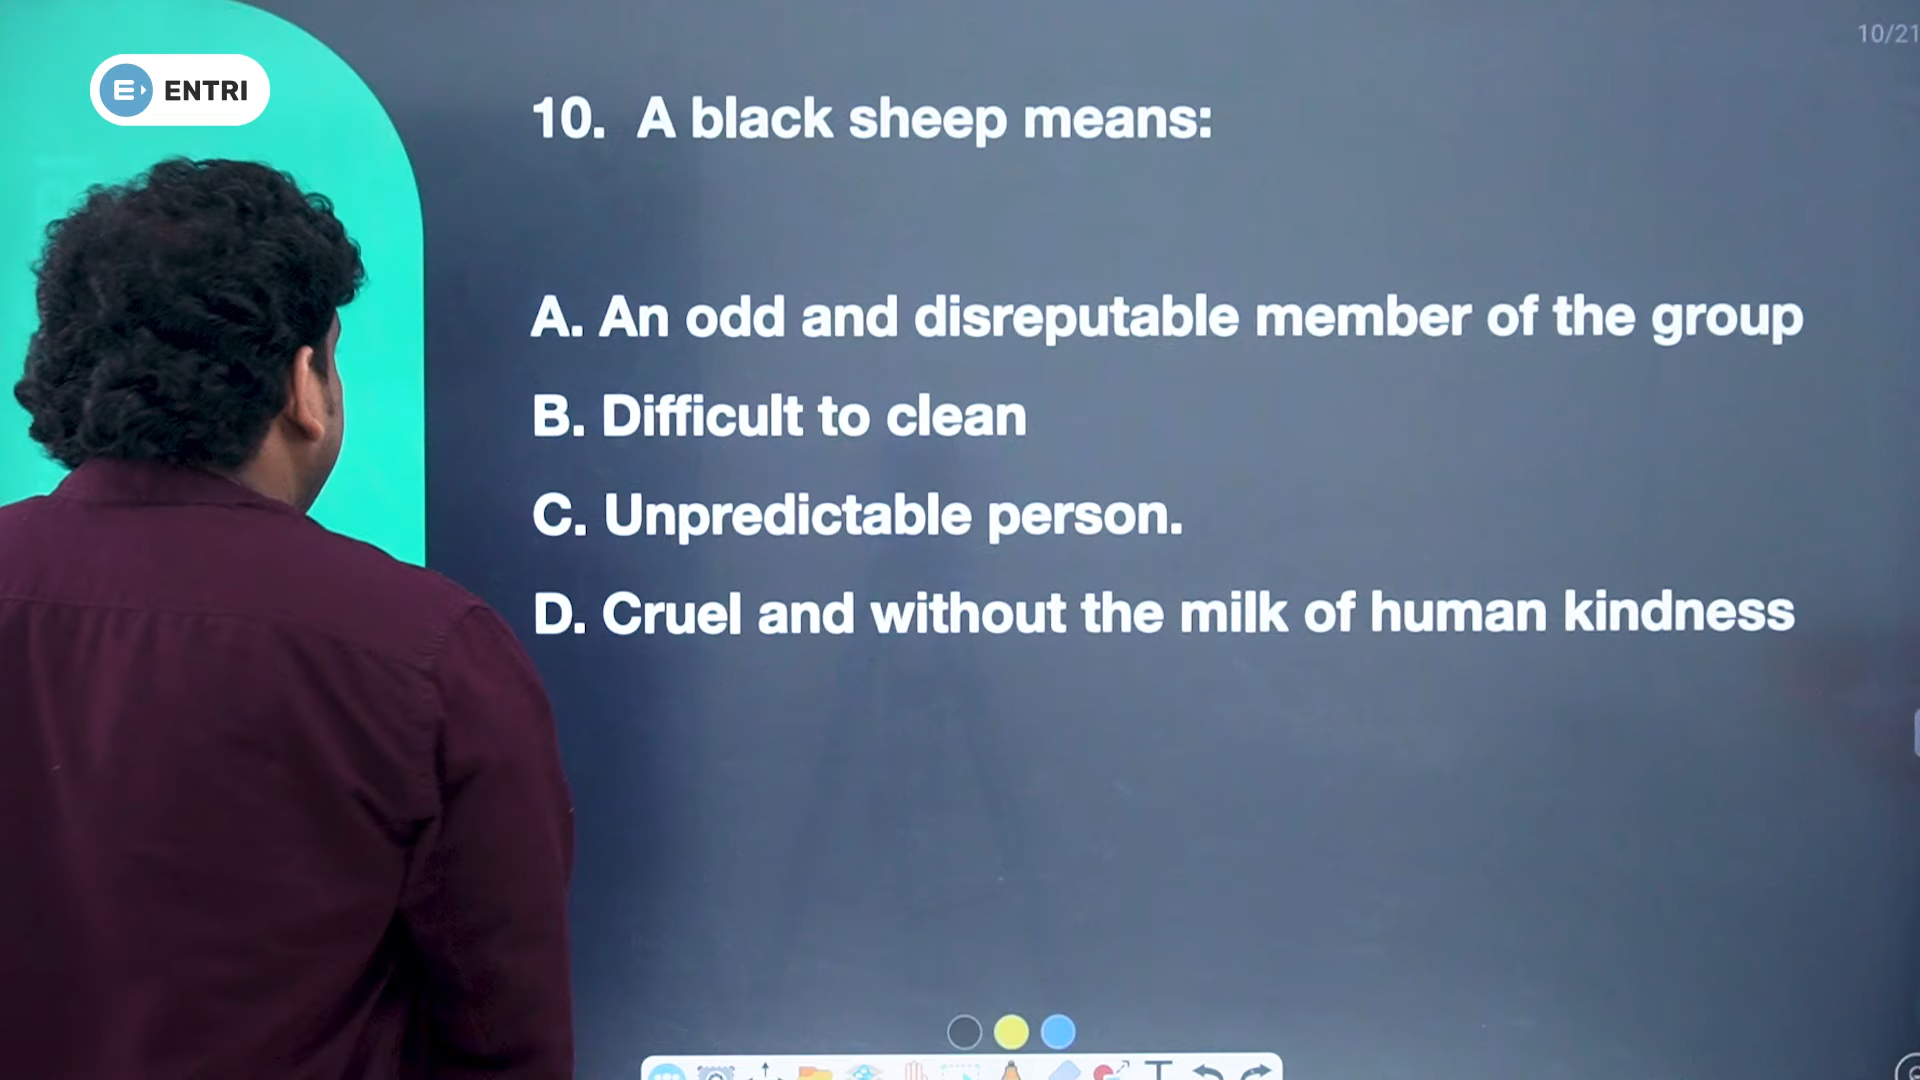 10/21
ENTRI
10. A black sheep means:
A. An odd and disreputable member of the group
B. Difficult to clean
C. Unpredictable person.
D. Cruel and without the milk of human kindness